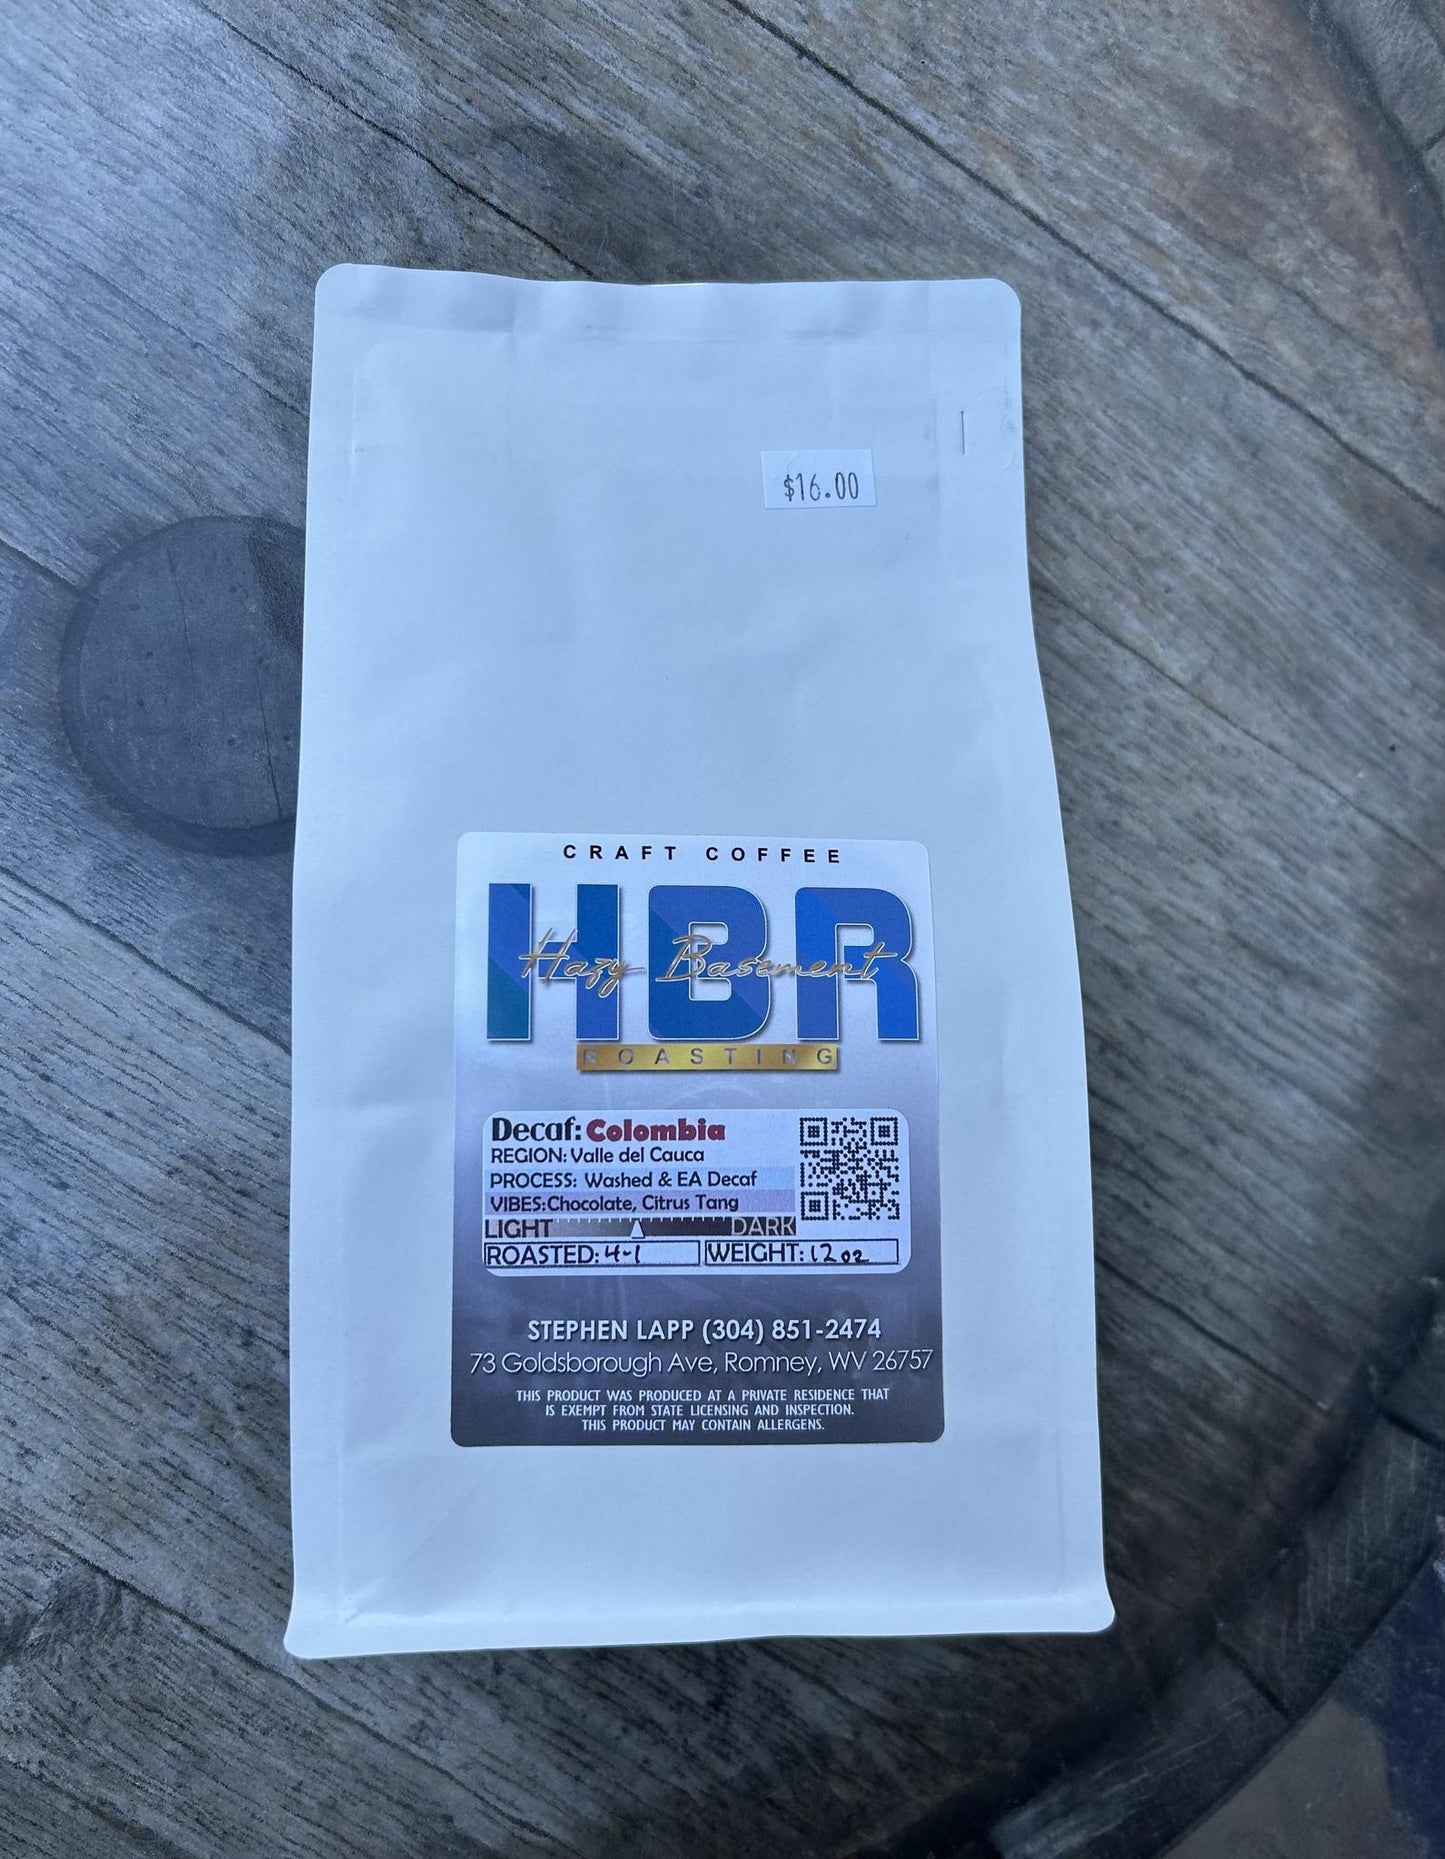 $16.00
CRAFT COFFEE
HBR
Hazy Basement
ROASTING
Decaf: Colombia
REGION: Valle del Cauca
PROCESS: Washed & EA Decaf
VIBES: Chocolate, Citrus Tang
LIGHT DARK
ROASTED: 4-1 WEIGHT: 12oz
STEPHEN LAPP (304) 851-2474
73 Goldsborough Ave, Romney, WV 26757
THIS PRODUCT WAS PRODUCED AT A PRIVATE RESIDENCE THAT
IS EXEMPT FROM STATE LICENSING AND INSPECTION.
THIS PRODUCT MAY CONTAIN ALLERGENS.